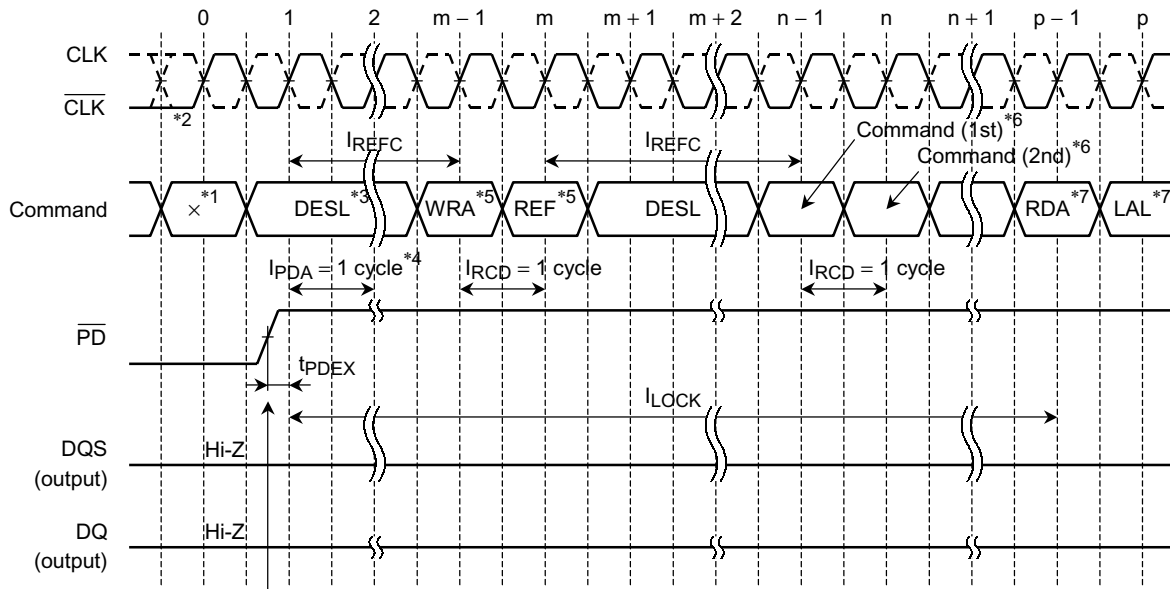 0 1 2 m – 1 m m + 1 m + 2 n - 1 n n + 1 p – 1 p
CLK
CLK
*2
IREFC
IREFC
Command (1st)*6
Command (2nd)*6
Command
×*1
DESL*3
WRA*5
REF*5
DESL
RDA*7
LAL*7
IPDA = 1 cycle*4
IRCD = 1 cycle
IRCD = 1 cycle
PD
tPDEX
ILOCK
DQS
(output)
Hi-Z
DQ
(output)
Hi-Z